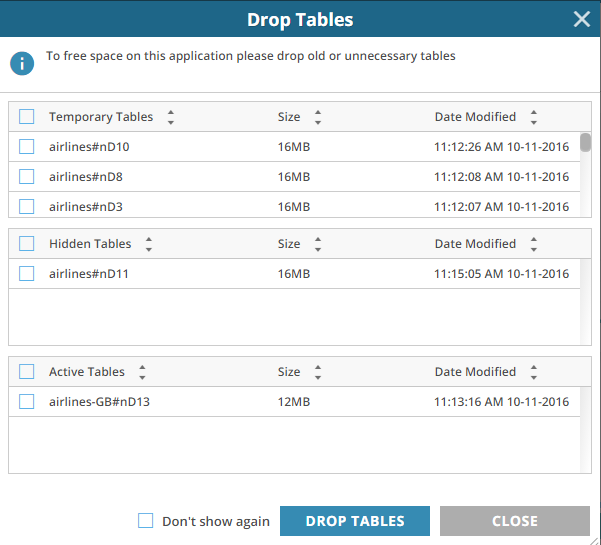 Drop Tables
To free space on this application please drop old or unnecessary tables
Temporary Tables Size Date Modified
airlines#nD10 16MB 11:12:26 AM 10-11-2016
airlines#nD8 16MB 11:12:08 AM 10-11-2016
airlines#nD3 16MB 11:12:07 AM 10-11-2016
Hidden Tables Size Date Modified
airlines#nD11 16MB 11:15:05 AM 10-11-2016
Active Tables Size Date Modified
airlines-GB#nD13 12MB 11:13:16 AM 10-11-2016
Don't show again DROP TABLES CLOSE